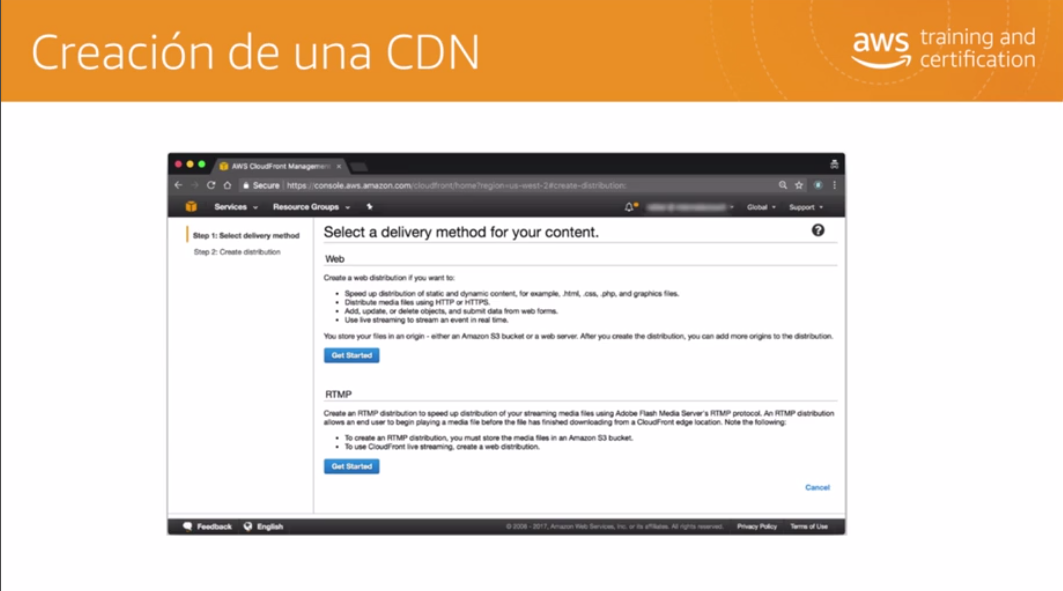 Creación de una CDN
aws training and
certification
AWS CloudFront Managemen
Secure https://console.aws.amazon.com/cloudfront/home?region=us-west-2#create-distribution:
Services Resource Groups Global Support
Step 1: Select delivery method
Step 2: Create distribution
Select a delivery method for your content.
Web
Create a web distribution if you want to:
• Speed up distribution of static and dynamic content, for example, .html, .css, .php, and graphics files.
• Distribute media files using HTTP or HTTPS.
• Add, update, or delete objects, and submit data from web forms.
• Use live streaming to stream an event in real time.
You store your files in an origin - either an Amazon S3 bucket or a web server. After you create the distribution, you can add more origins to the distribution.
Get Started
RTMP
Create an RTMP distribution to speed up distribution of your streaming media files using Adobe Flash Media Server's RTMP protocol. An RTMP distribution
allows an end user to begin playing a media file before the file has finished downloading from a CloudFront edge location. Note the following:
• To create an RTMP distribution, you must store the media files in an Amazon S3 bucket.
• To use CloudFront live streaming, create a web distribution.
Get Started
Cancel
Feedback English © 2008 - 2017, Amazon Web Services, Inc. or its affiliates. All rights reserved. Privacy Policy Terms of Use